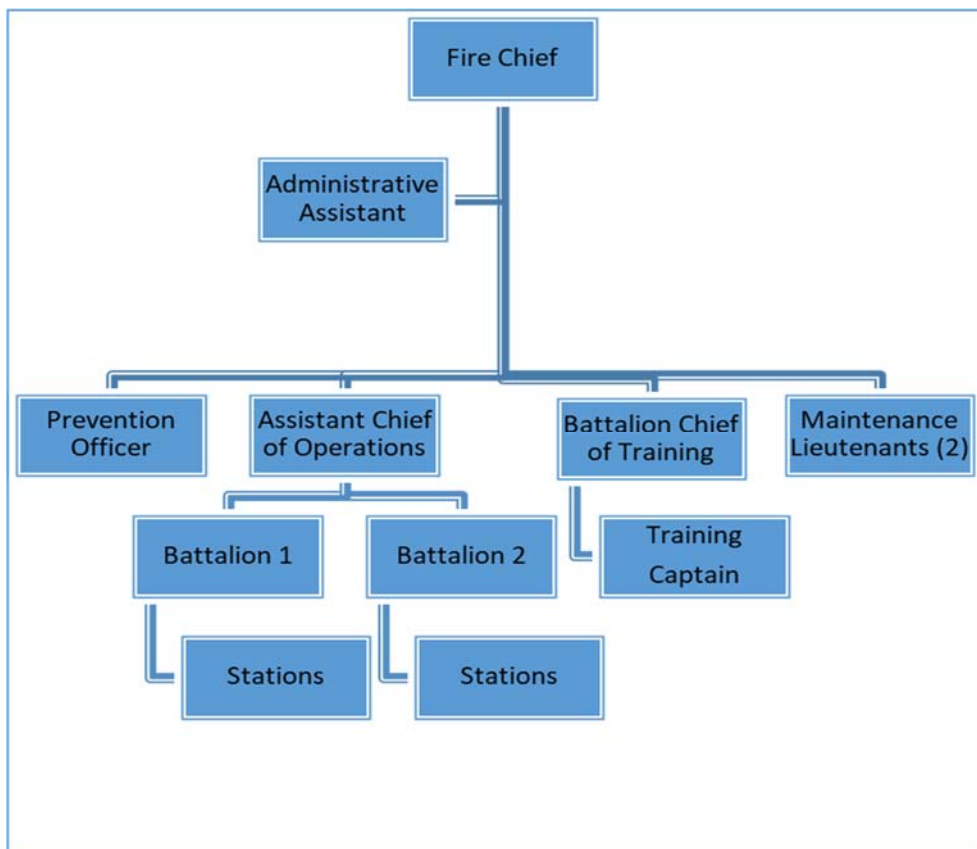 Fire Chief
Administrative
Assistant
Prevention
Officer
Assistant Chief
of Operations
Battalion Chief
of Training
Maintenance
Lieutenants (2)
Battalion 1
Battalion 2
Training
Captain
Stations
Stations